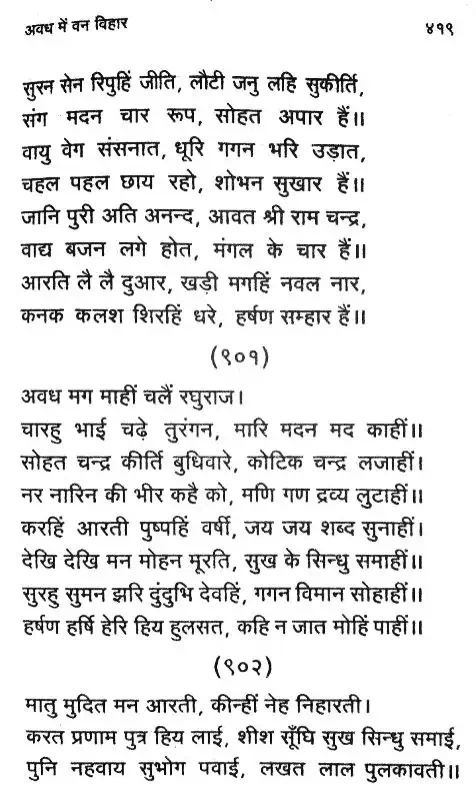 अवध में वन विहार ४१९
सुरन सेन रिपुहिं जीति, लौटी जनु लहि सुकीर्ति,
संग मदन चार रूप, सोहत अपार हैं॥
वायु वेग संसनात, धूरि गगन भरि उड़ात,
चहल पहल छाय रहो, शोभन सुखार हैं॥
जानि पुरी अति अनन्द, आवत श्री राम चन्द्र,
वाद्य बजन लगे होत, मंगल के चार हैं॥
आरति लै लै दुआर, खड़ी मगहिं नवल नार,
कनक कलश शिरहिं धरे, हर्षण सम्हार हैं॥
(९०१)
अवध मग माहीं चलैं रघुराज।
चारहु भाई चढ़े तुरंगन, मारि मदन मद काहीं॥
सोहत चन्द्र कीर्ति बुधिवारे, कोटिक चन्द्र लजाहीं।
नर नारिन की भीर कहै को, मणि गण द्रव्य लुटाहीं॥
करहिं आरती पुष्पहिं वर्षी, जय जय शब्द सुनाहीं।
देखि देखि मन मोहन मूरति, सुख के सिन्धु समाहीं॥
सुरहु सुमन झरि दुंदुभि देवहिं, गगन विमान सोहाहीं॥
हर्षण हर्षि हेरि हिय हुलसत, कहि न जात मोहिं पाहीं॥
(९०२)
मातु मुदित मन आरती, कीन्हीं नेह निहारती।
करत प्रणाम पुत्र हिय लाई, शीश सूँघि सुख सिन्धु समाई,
पुनि नहवाय सुभोग पवाई, लखत लाल पुलकावती॥